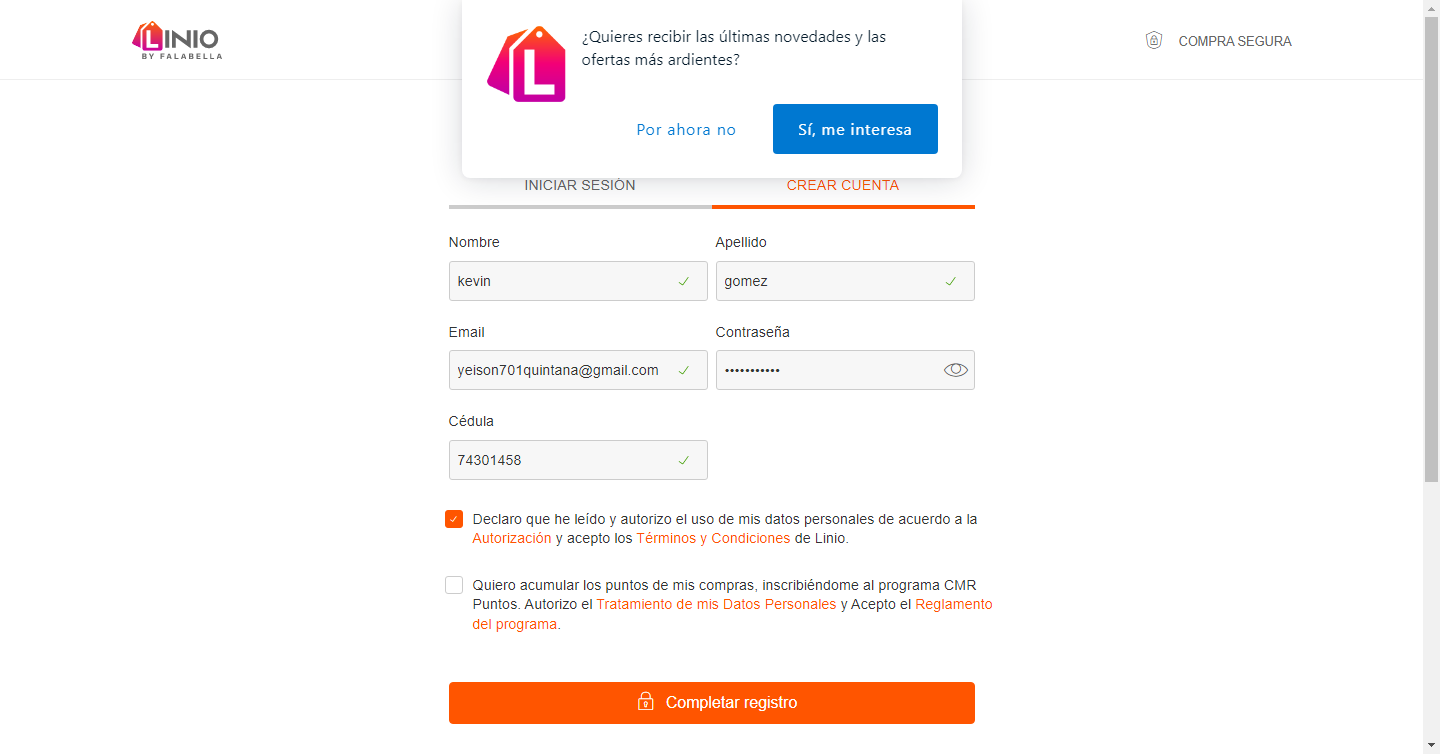 LINIO
BY FALABELLA
¿Quieres recibir las últimas novedades y las
ofertas más ardientes?
Por ahora no
Sí, me interesa
COMPRA SEGURA
INICIAR SESIÓN
CREAR CUENTA
Nombre
Apellido
kevin
gomez
Email
Contraseña
yeison701quintana@gmail.com
•••••••••••
Cédula
74301458
Declaro que he leído y autorizo el uso de mis datos personales de acuerdo a la
Autorización y acepto los Términos y Condiciones de Linio.
Quiero acumular los puntos de mis compras, inscribiéndome al programa CMR
Puntos. Autorizo el Tratamiento de mis Datos Personales y Acepto el Reglamento
del programa.
Completar registro